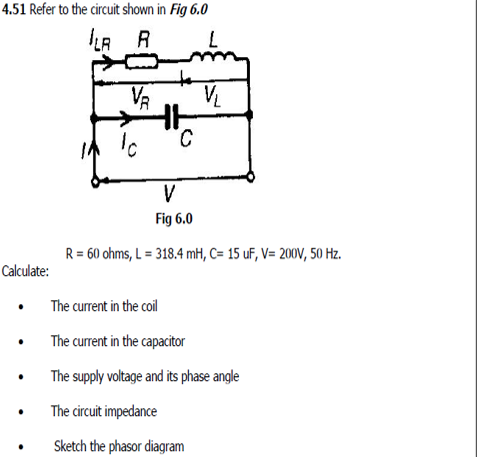 4.51 Refer to the circuit shown in Fig 6.0
ILR R L
VR VL
I IC C
V
Fig 6.0
R = 60 ohms, L = 318.4 mH, C= 15 uF, V= 200V, 50 Hz.
Calculate:
• The current in the coil
• The current in the capacitor
• The supply voltage and its phase angle
• The circuit impedance
• Sketch the phasor diagram